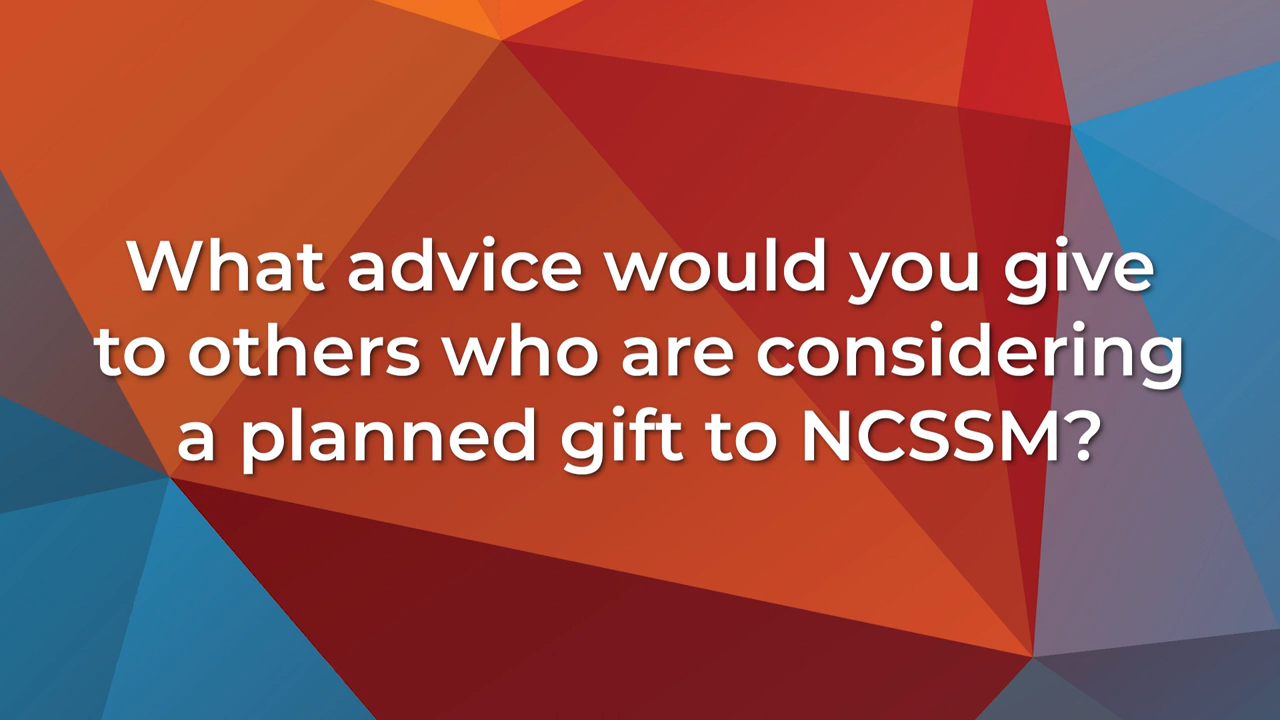 What advice would you give
to others who are considering
a planned gift to NCSSM?